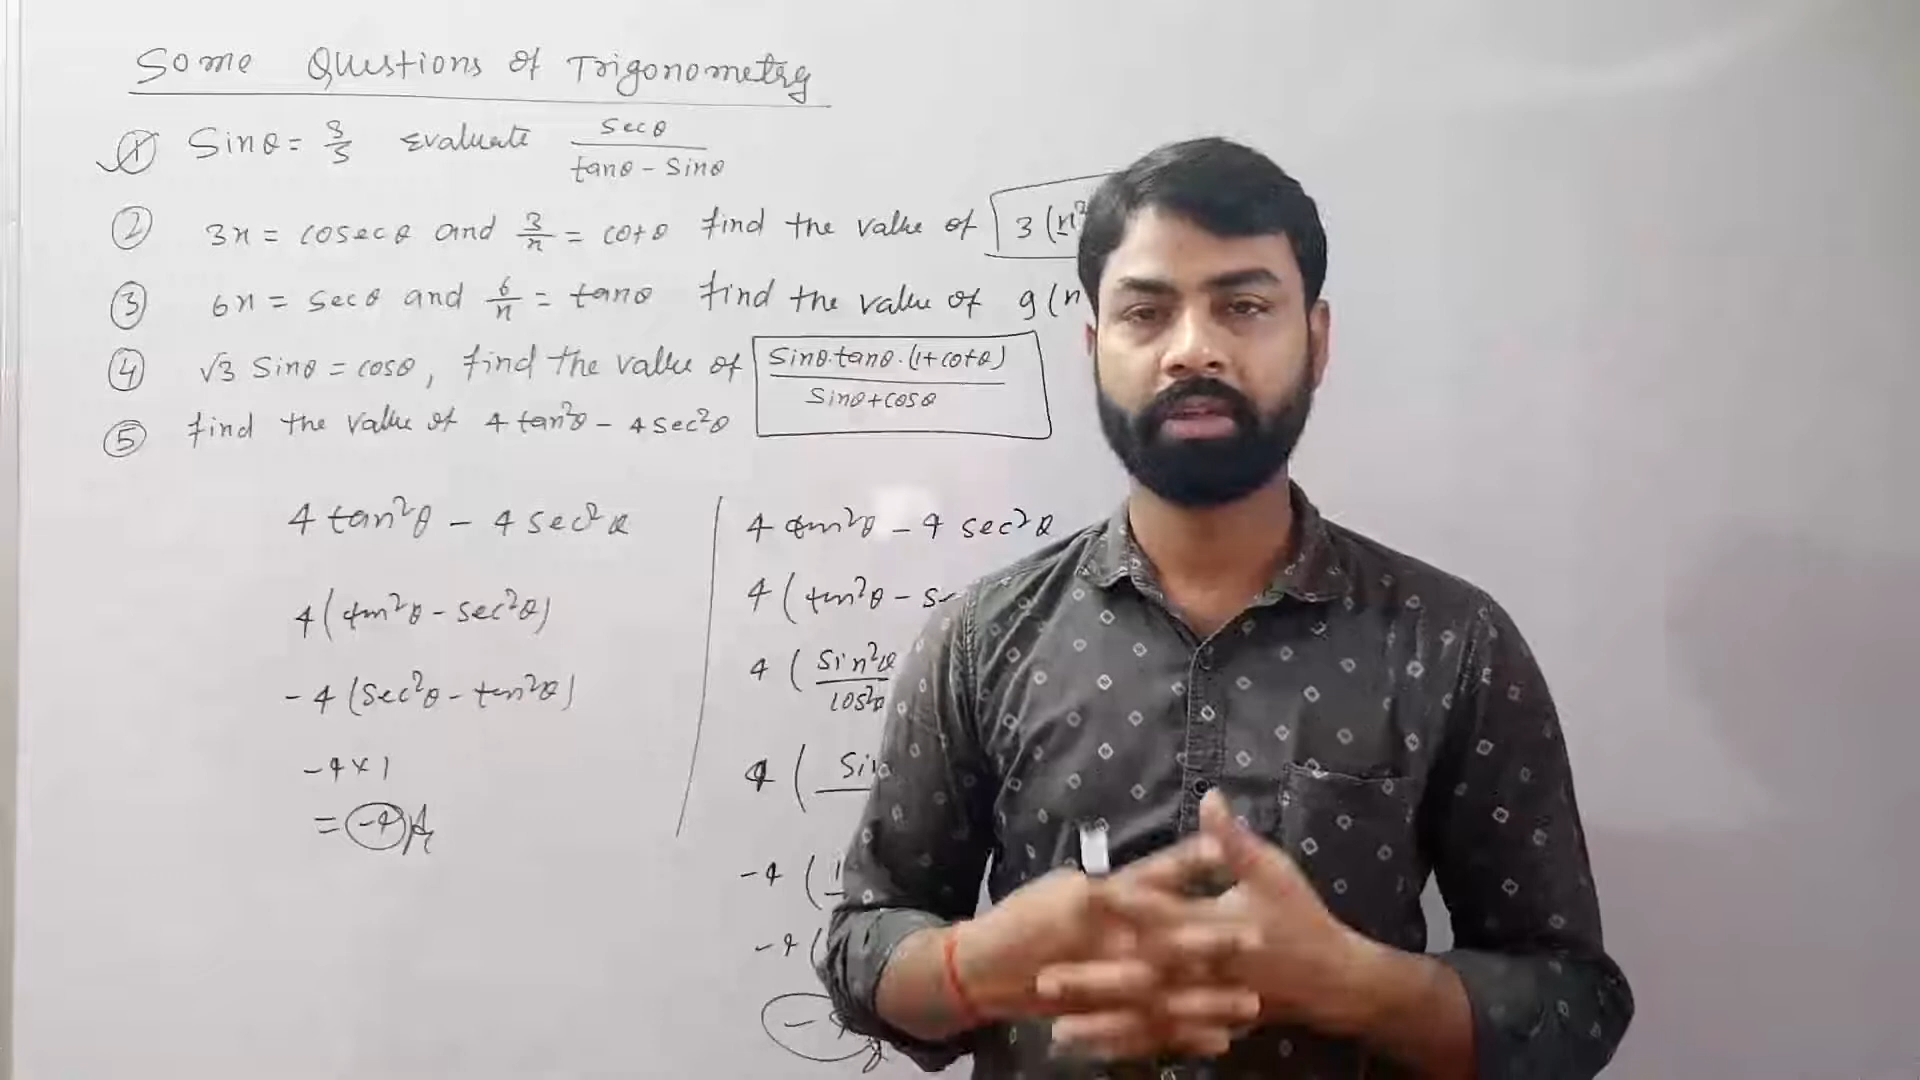 Some Questions of Trigonometry
① Sinθ = 3/5 Evaluate secθ / tanθ - Sinθ
② 3x = cosecθ and 3/x = cotθ find the value of 3(x²
③ 6x = secθ and 6/x = tanθ find the value of 9(x
④ √3 Sinθ = cosθ, find the value of Sinθ.tanθ.(1+cotθ) / Sinθ+cosθ
⑤ find the value of 4 tan²θ - 4 sec²θ
4 tan²θ - 4 sec²θ
4(tan²θ - sec²θ)
-4(sec²θ - tan²θ)
-4×1
= -4
4 tan²θ - 4 sec²θ
4(tan²θ - s
4(Sin²θ / cos²θ
4(Sin
-4(1
-4(
-4